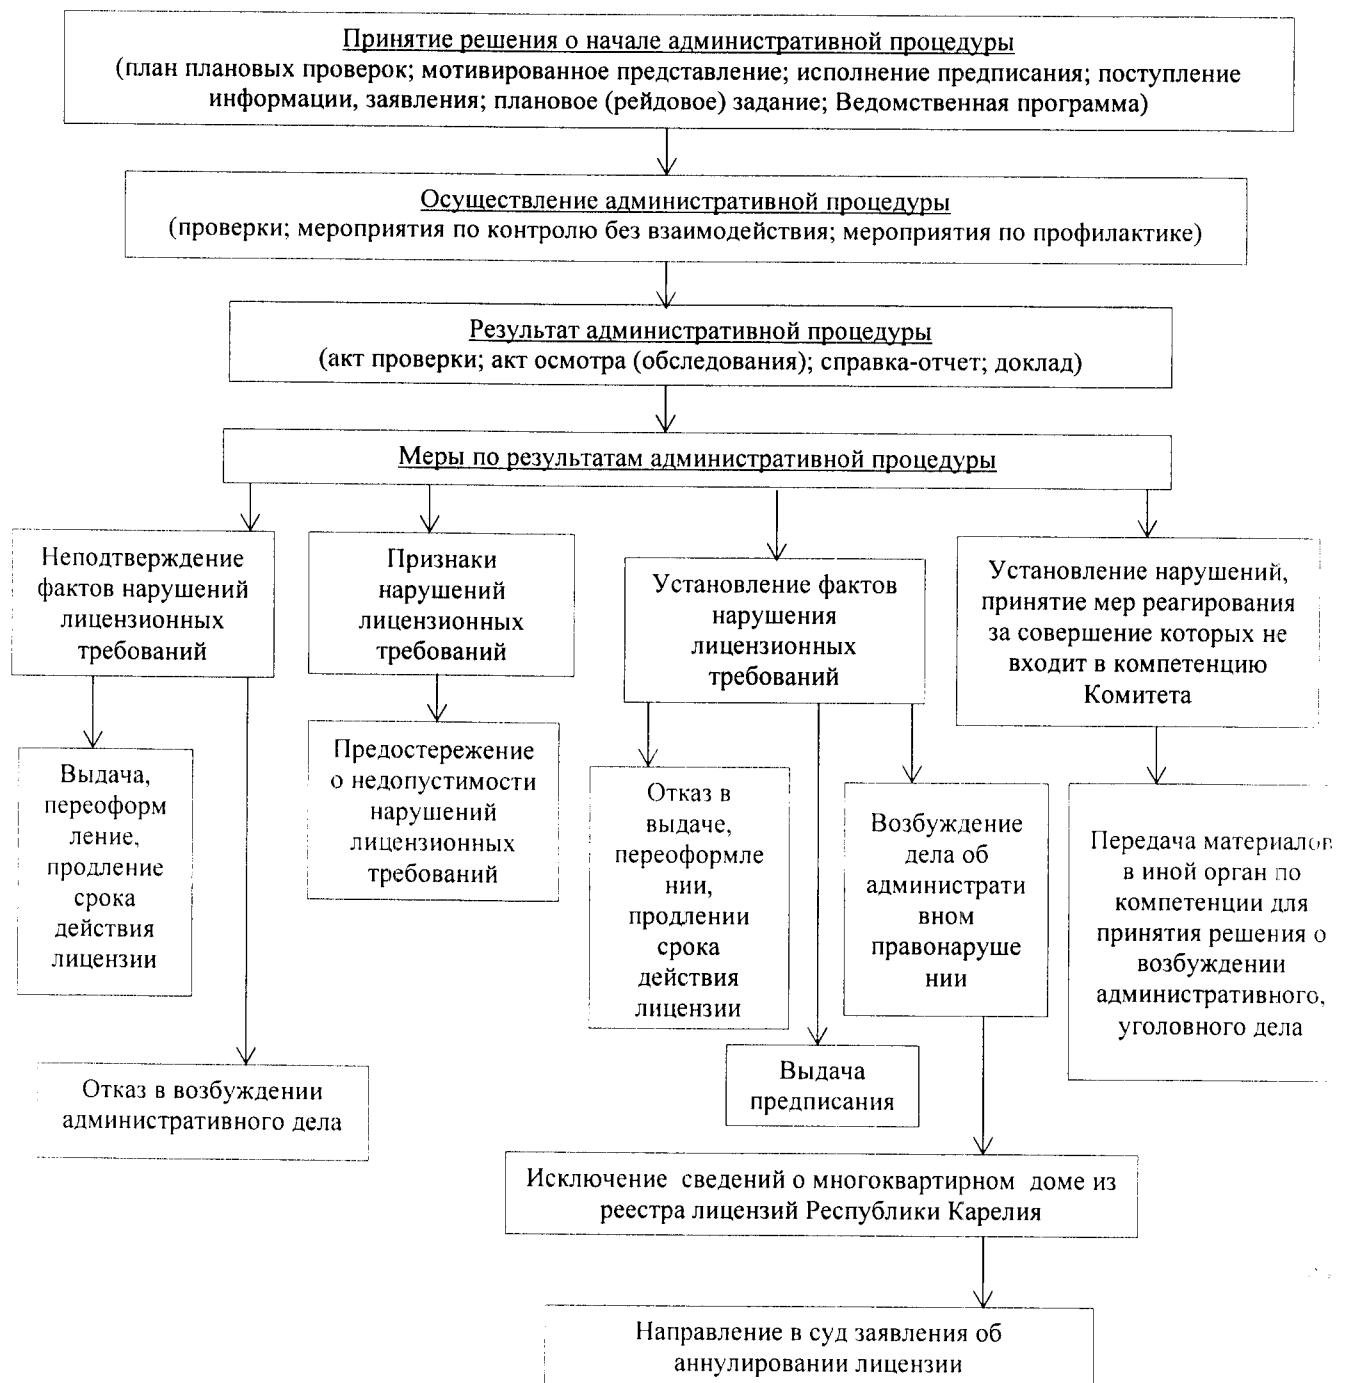 Принятие решения о начале административной процедуры
(план плановых проверок; мотивированное представление; исполнение предписания; поступление
информации, заявления; плановое (рейдовое) задание; Ведомственная программа)
Осуществление административной процедуры
(проверки; мероприятия по контролю без взаимодействия; мероприятия по профилактике)
Результат административной процедуры
(акт проверки; акт осмотра (обследования); справка-отчет; доклад)
Меры по результатам административной процедуры
Неподтверждение
фактов нарушений
лицензионных
требований
Признаки
нарушений
лицензионных
требований
Установление фактов
нарушения
лицензионных
требований
Установление нарушений,
принятие мер реагирования
за совершение которых не
входит в компетенцию
Комитета
Выдача,
переоформ
ление,
продление
срока
действия
лицензии
Предостережение
о недопустимости
нарушений
лицензионных
требований
Отказ в
выдаче,
переоформле
нии,
продлении
срока
действия
лицензии
Возбуждение
дела об
административ
вном
правонаруше
нии
Передача материалов
в иной орган по
компетенции для
принятия решения о
возбуждении
административного,
уголовного дела
Отказ в возбуждении
административного дела
Выдача
предписания
Исключение сведений о многоквартирном доме из
реестра лицензий Республики Карелия
Направление в суд заявления об
аннулировании лицензии